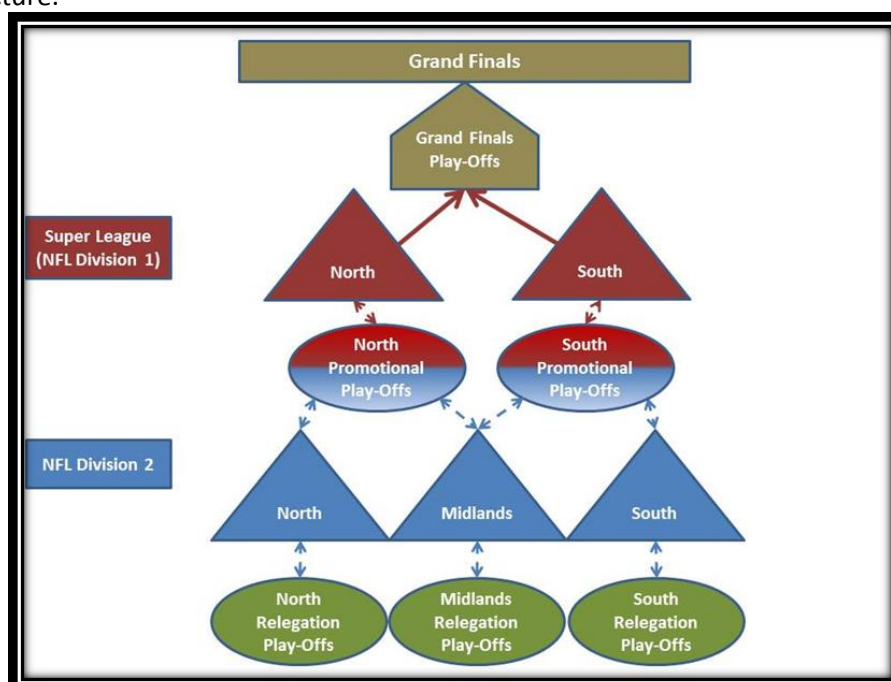 Grand Finals
Grand Finals
Play-Offs
Super League
(NFL Division 1)
North
South
North
Promotional
Play-Offs
South
Promotional
Play-Offs
NFL Division 2
North
Midlands
South
North
Relegation
Play-Offs
Midlands
Relegation
Play-Offs
South
Relegation
Play-Offs